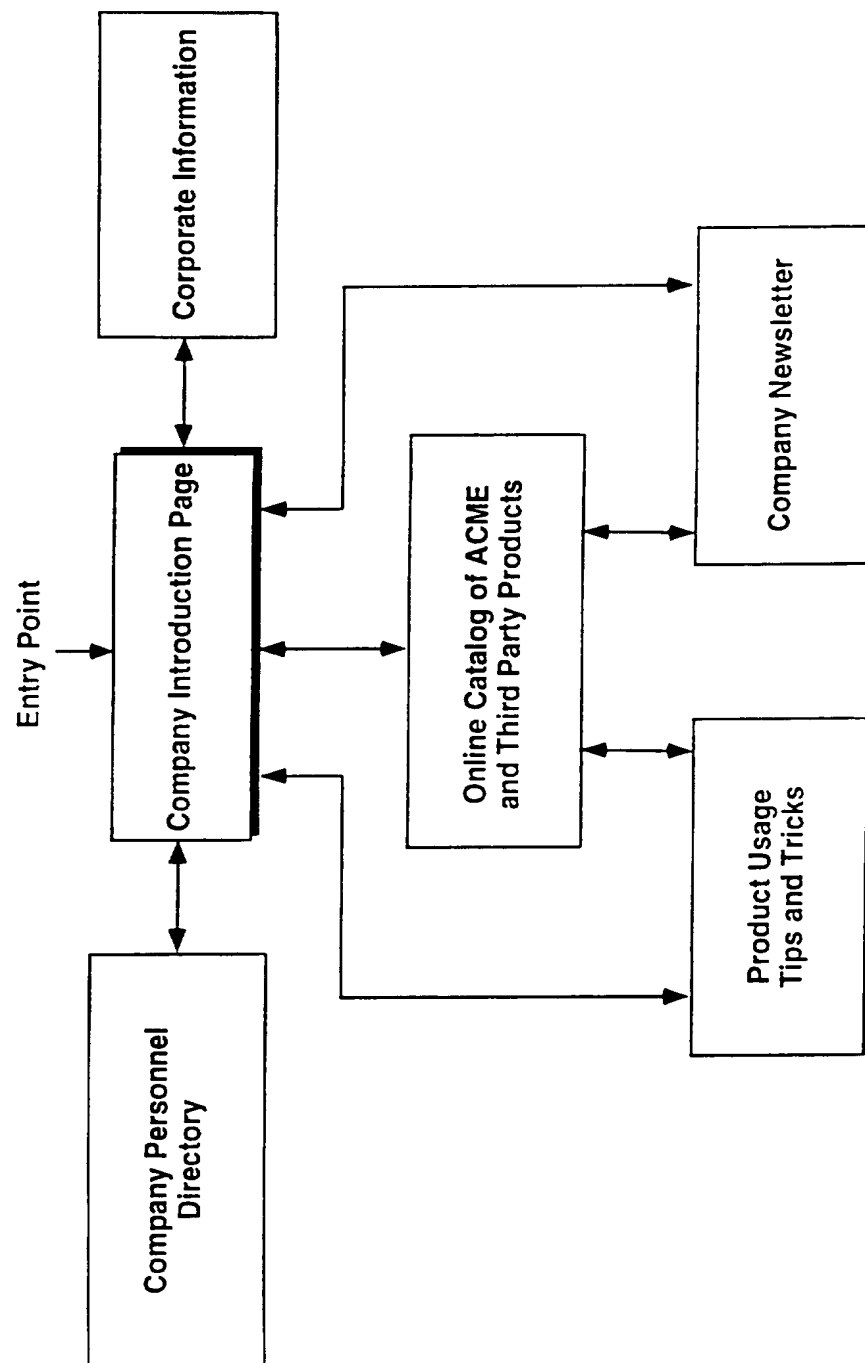 Entry Point
Company Personnel
Directory
Company Introduction Page
Corporate Information
Online Catalog of ACME
and Third Party Products
Product Usage
Tips and Tricks
Company Newsletter